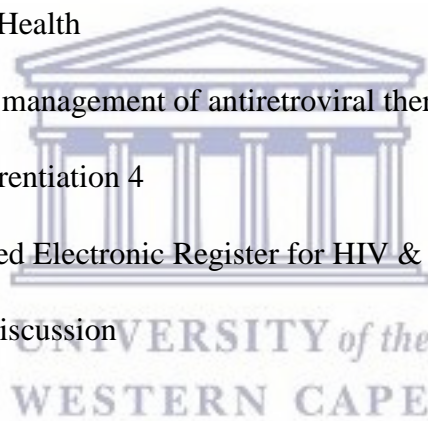 Health
management of antiretroviral ther
rentiation 4
ed Electronic Register for HIV &
iscussion
UNIVERSITY of the
WESTERN CAPE